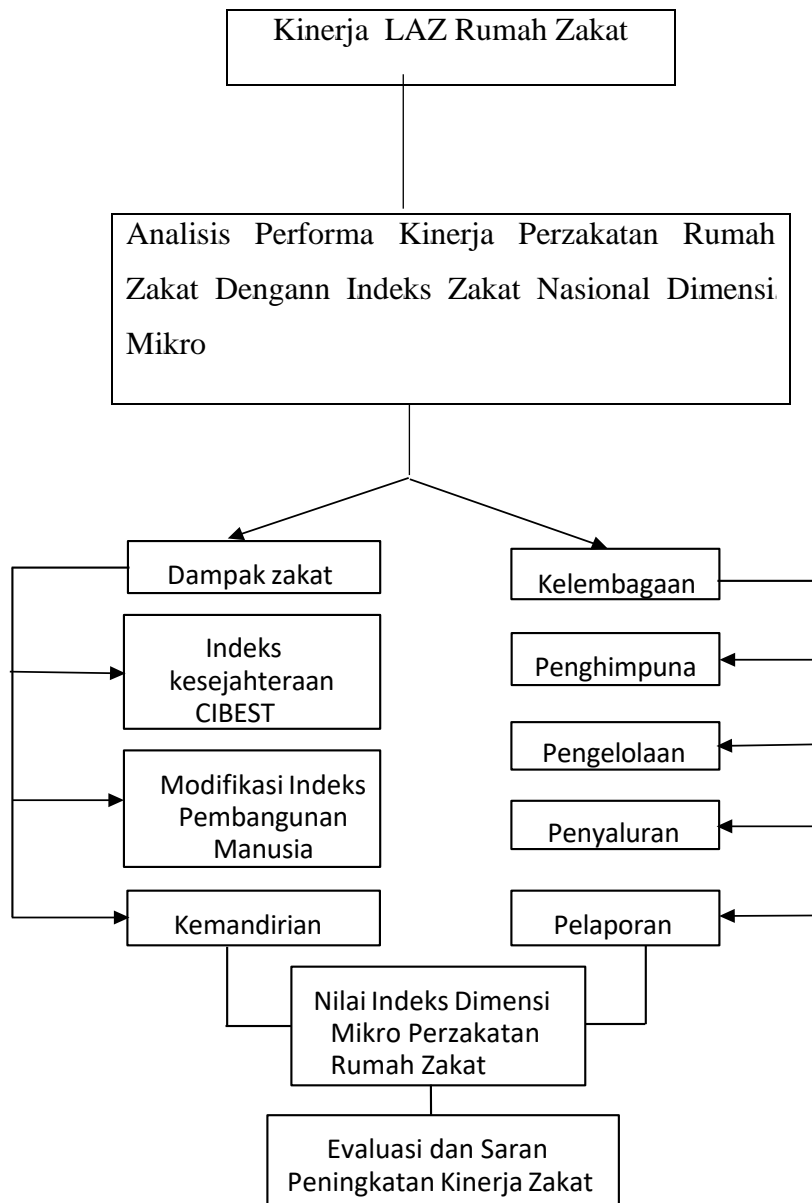 Kinerja LAZ Rumah Zakat
Analisis Performa Kinerja Perzakatan Rumah
Zakat Dengann Indeks Zakat Nasional Dimensi
Mikro
Dampak zakat
Kelembagaan
Indeks
kesejahteraan
CIBEST
Penghimpuna
Modifikasi Indeks
Pembangunan
Manusia
Pengelolaan
Penyaluran
Kemandirian
Pelaporan
Nilai Indeks Dimensi
Mikro Perzakatan
Rumah Zakat
Evaluasi dan Saran
Peningkatan Kinerja Zakat